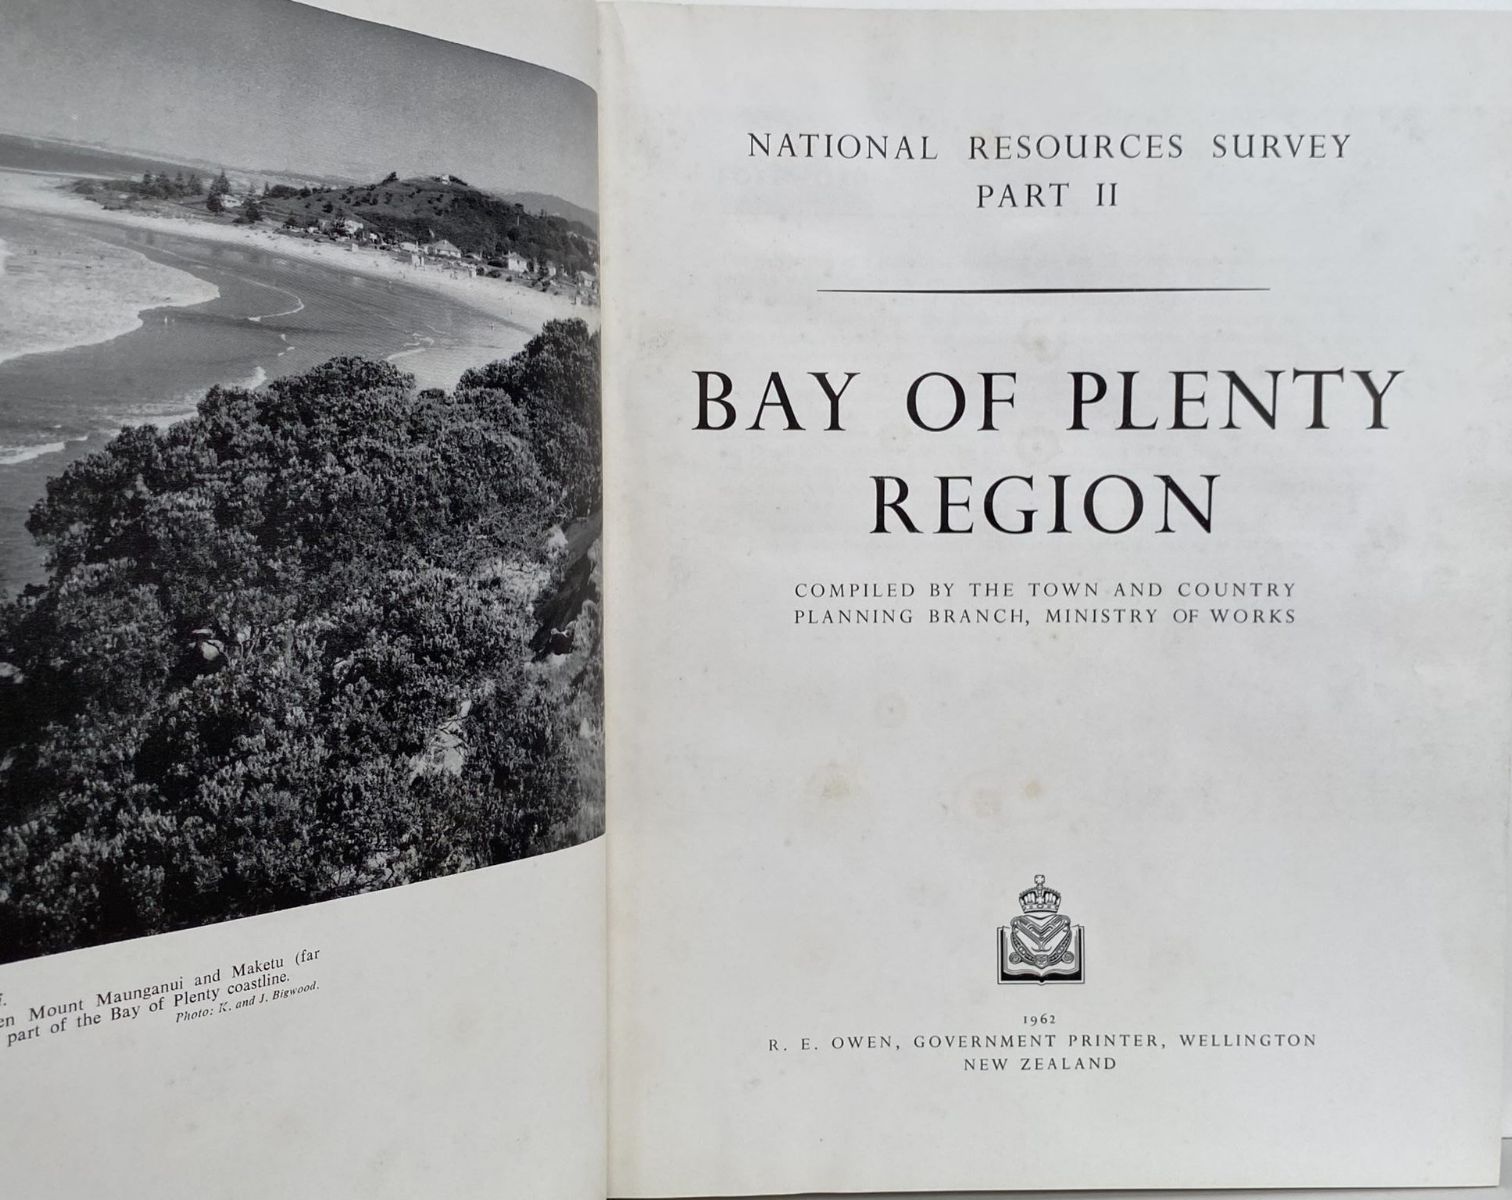 Mount Maunganui and Maketu (far
part of the Bay of Plenty coastline.
Photo: K. and J. Bigwood.
NATIONAL RESOURCES SURVEY
PART II
BAY OF PLENTY
REGION
COMPILED BY THE TOWN AND COUNTRY
PLANNING BRANCH, MINISTRY OF WORKS
1962
R. E. OWEN, GOVERNMENT PRINTER, WELLINGTON
NEW ZEALAND